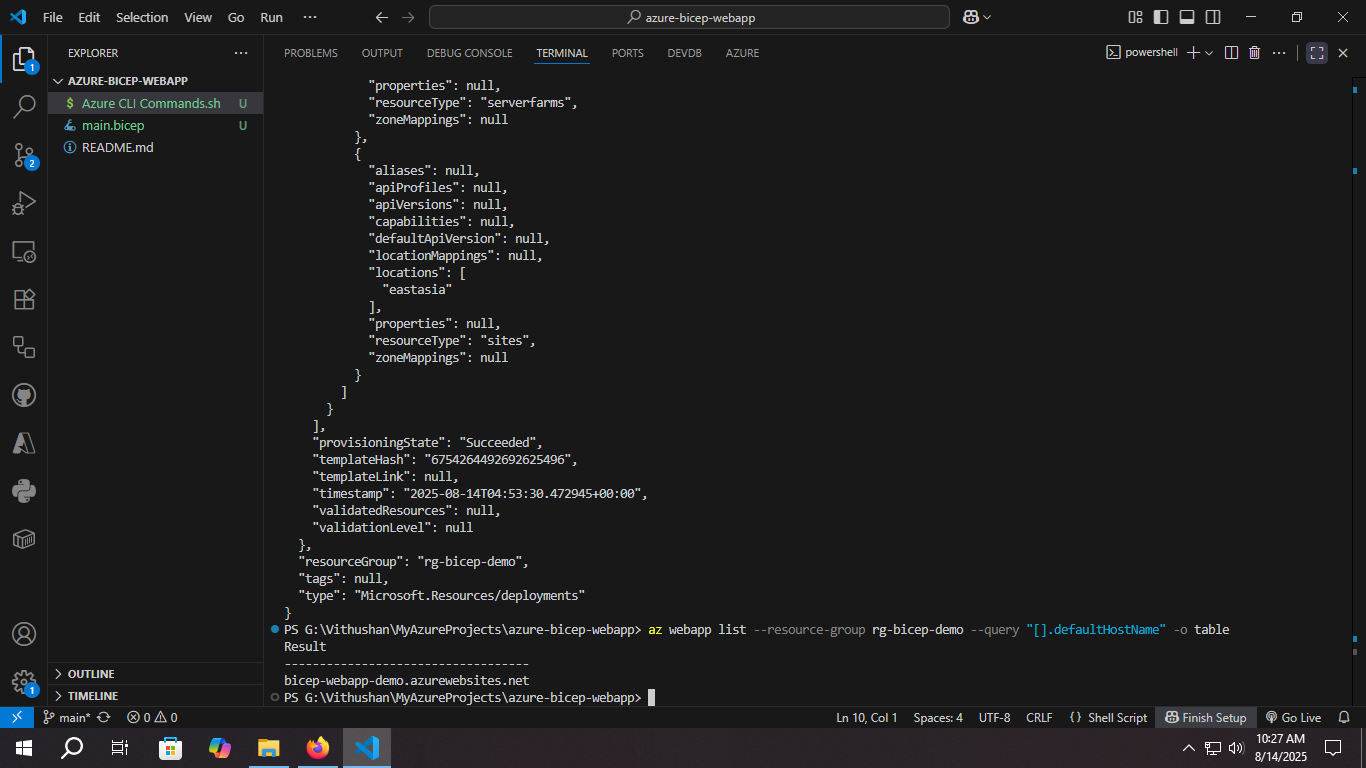 File Edit Selection View Go Run ··· azure-bicep-webapp
EXPLORER ···
PROBLEMS OUTPUT DEBUG CONSOLE TERMINAL PORTS DEVDB AZURE powershell ···
AZURE-BICEP-WEBAPP
$ Azure CLI Commands.sh U
main.bicep U
README.md
1
2
"properties": null,
"resourceType": "serverfarms",
"zoneMappings": null
},
{
"aliases": null,
"apiProfiles": null,
"apiVersions": null,
"capabilities": null,
"defaultApiVersion": null,
"locationMappings": null,
"locations": [
"eastasia"
],
"properties": null,
"resourceType": "sites",
"zoneMappings": null
}
]
}
],
"provisioningState": "Succeeded",
"templateHash": "6754264492692625496",
"templateLink": null,
"timestamp": "2025-08-14T04:53:30.472945+00:00",
"validatedResources": null,
"validationLevel": null
},
"resourceGroup": "rg-bicep-demo",
"tags": null,
"type": "Microsoft.Resources/deployments"
}
PS G:\Vithushan\MyAzureProjects\azure-bicep-webapp> az webapp list --resource-group rg-bicep-demo --query "[].defaultHostName" -o table
Result
-----------------------------------
bicep-webapp-demo.azurewebsites.net
PS G:\Vithushan\MyAzureProjects\azure-bicep-webapp>
OUTLINE
TIMELINE
1
main* 0 0 Ln 10, Col 1 Spaces: 4 UTF-8 CRLF {} Shell Script Finish Setup Go Live
10:27 AM
8/14/2025